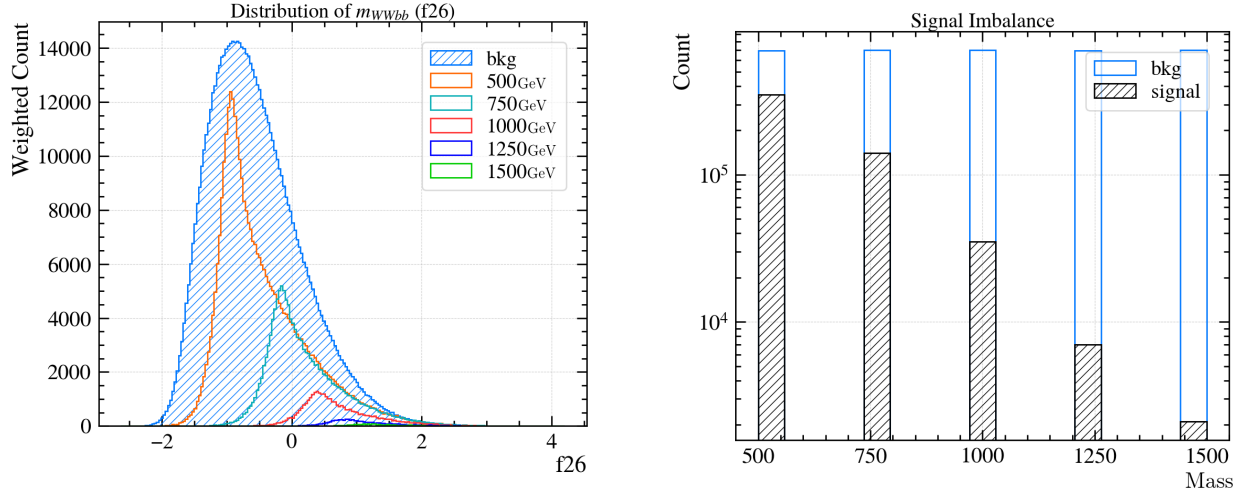 Distribution of m_WWbb (f26)
Weighted Count
14000
12000
10000
8000
6000
4000
2000
0
−2
0
2
4
f26
bkg
500GeV
750GeV
1000GeV
1250GeV
1500GeV
Signal Imbalance
Count
10^5
10^4
500
750
1000
1250
1500
Mass
bkg
signal